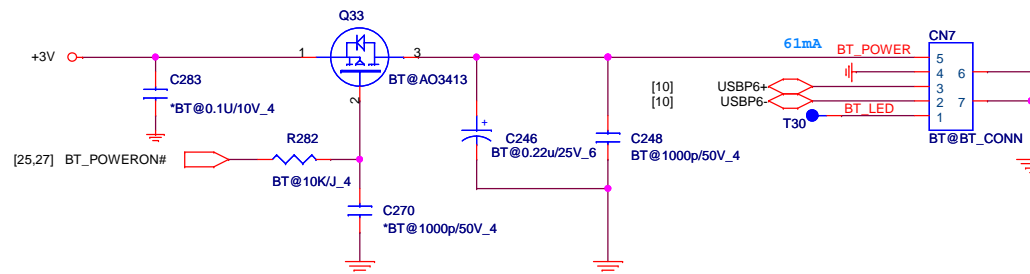 Q33
+3V
1
3
BT@AO3413
2
C283
*BT@0.1U/10V_4
61mA
BT_POWER
CN7
5
4
3
2
1
6
7
BT@BT_CONN
[10]
USBP6+
[10]
USBP6-
BT_LED
T30
[25,27]
BT_POWERON#
R282
BT@10K/J_4
+
C246
BT@0.22u/25V_6
C248
BT@1000p/50V_4
C270
*BT@1000p/50V_4